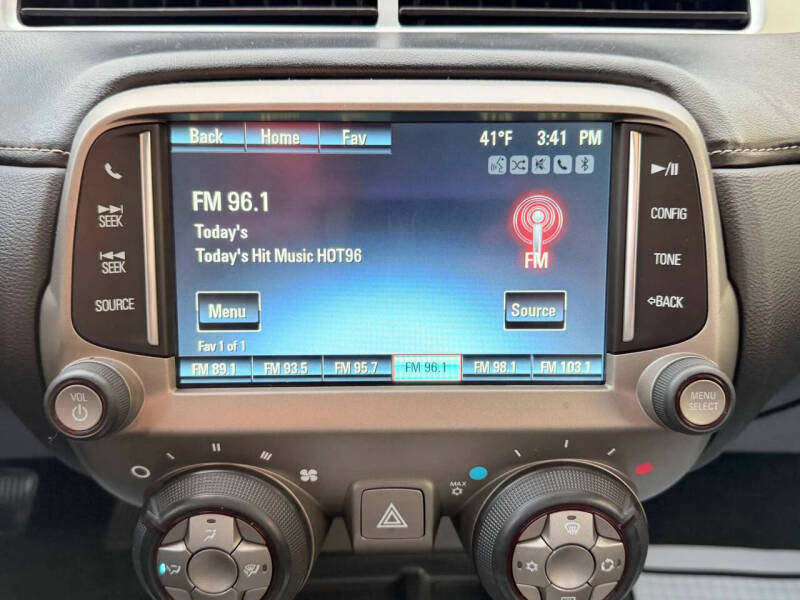 Back Home Fav 41°F 3:41 PM
FM 96.1
Today's
Today's Hit Music HOT96
FM
Menu Source
Fav 1 of 1
FM 89.1 FM 93.5 FM 95.7 FM 96.1 FM 98.1 FM 103.1
SEEK
SEEK
SOURCE
CONFIG
TONE
BACK
VOL
MENU
SELECT
MAX